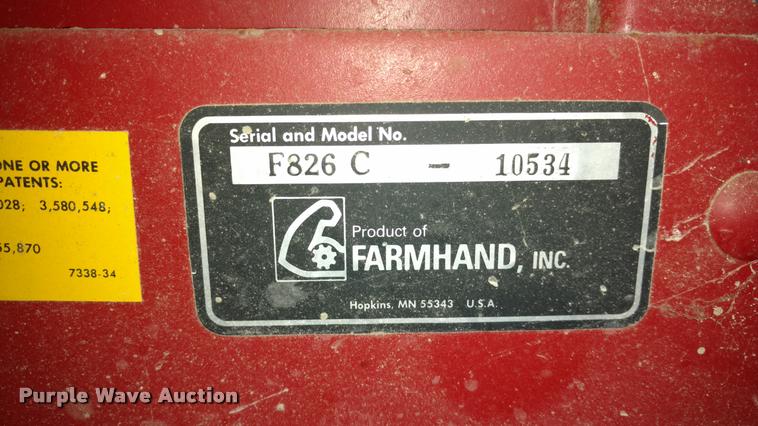 ONE OR MORE
PATENTS:
028; 3,580,548;
5,870
7338-34
Serial and Model No.
F826 C - 10534
Product of
FARMHAND, INC.
Hopkins, MN 55343 U.S.A.
Purple Wave Auction